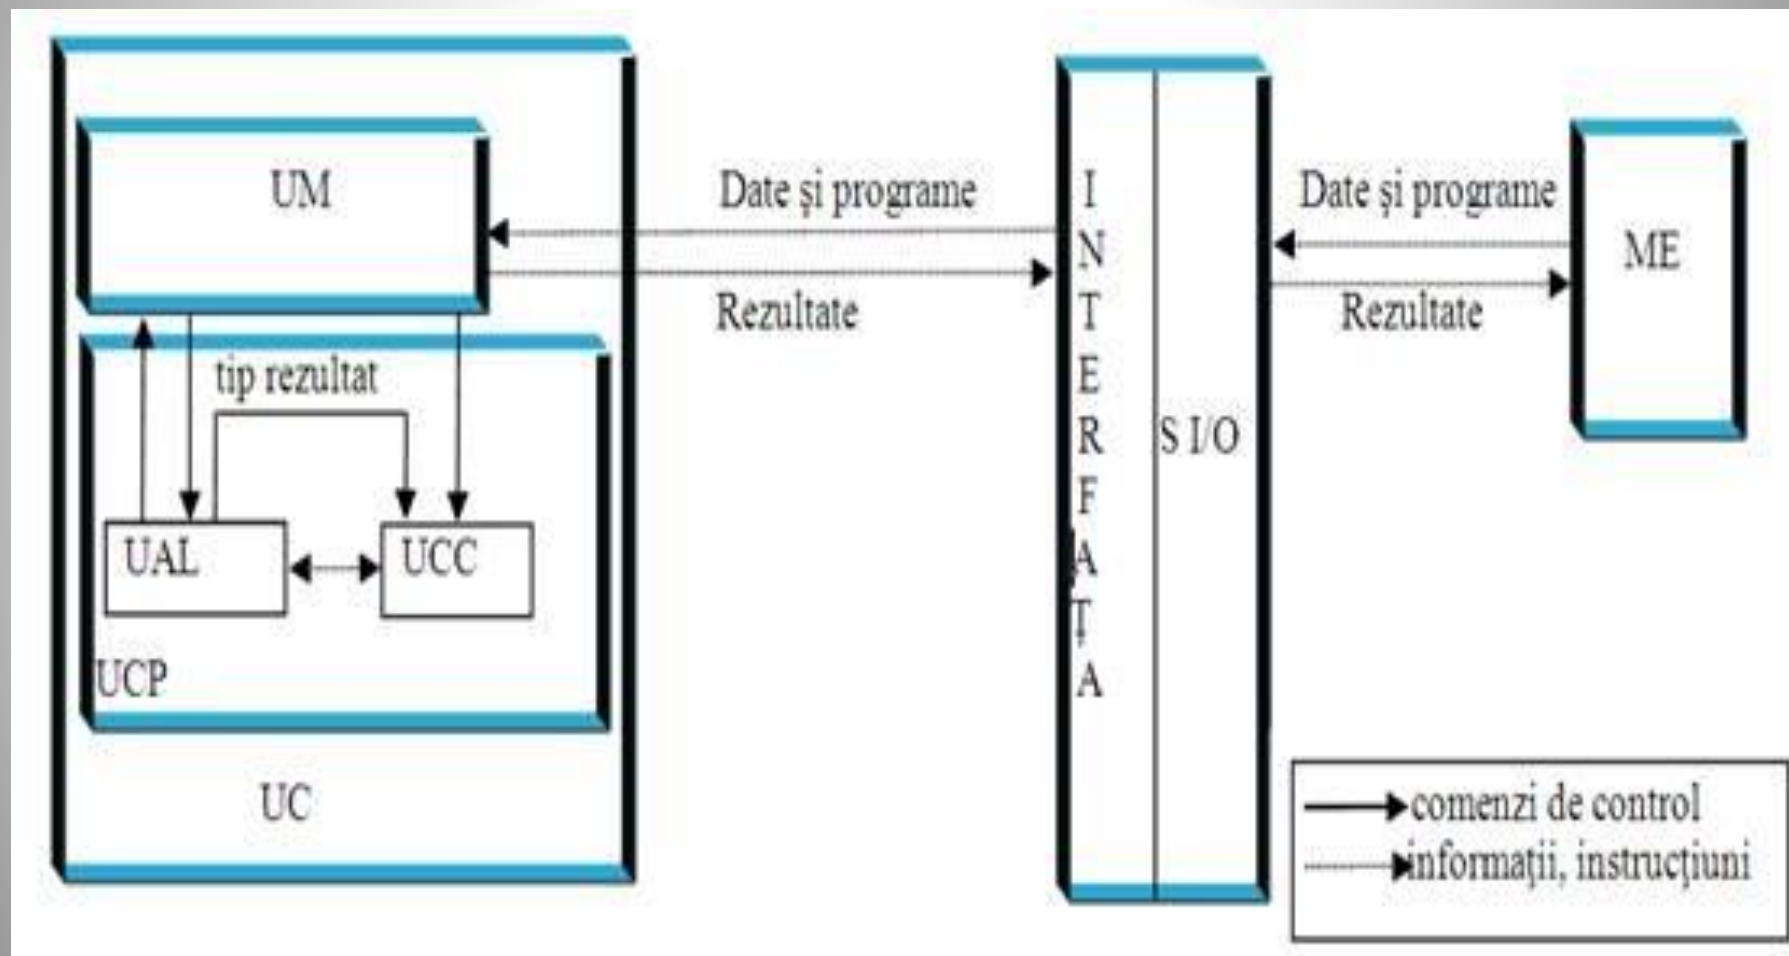 UM
tip rezultat
UAL
UCC
UCP
UC
Date și programe
Rezultate
INTERFAȚA
S I/O
Date și programe
Rezultate
ME
comenzi de control
informații, instrucțiuni